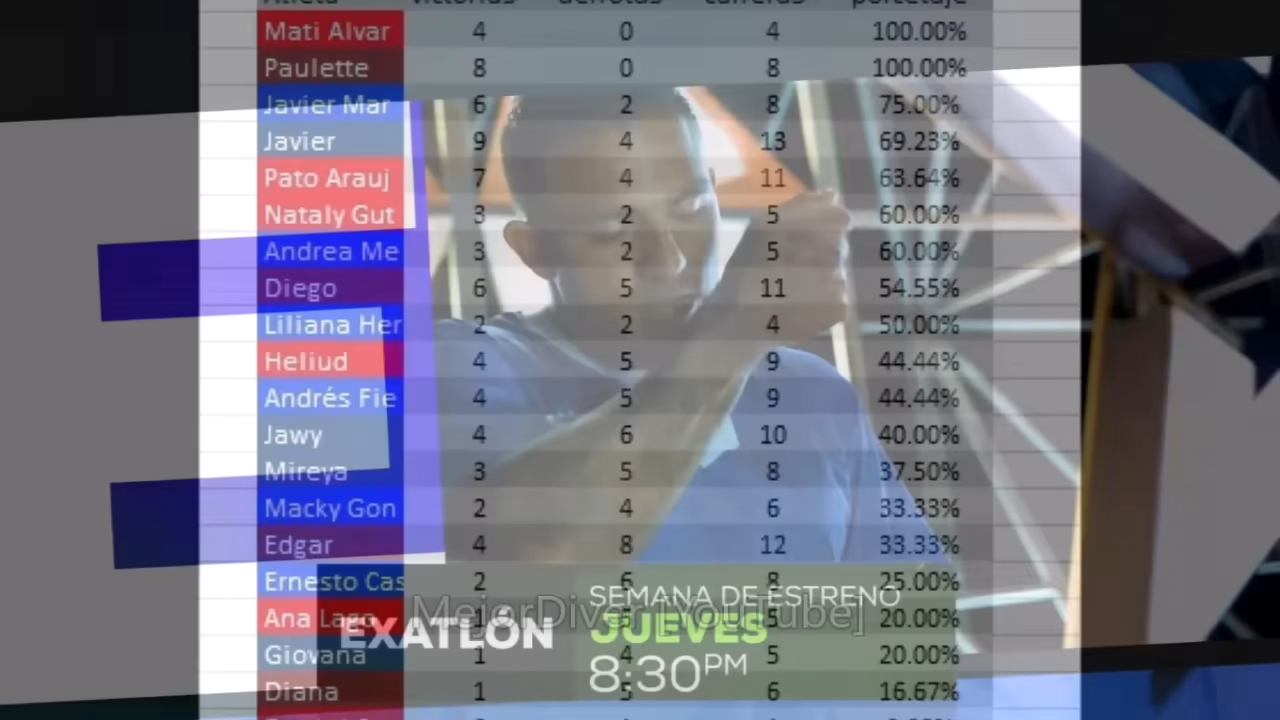 Mati Alvar 4 0 4 100.00%
Paulette 8 0 8 100.00%
Javier Mar 6 2 8 75.00%
Javier 9 4 13 69.23%
Pato Arauj 7 4 11 63.64%
Nataly Gut 3 2 5 60.00%
Andrea Me 3 2 5 60.00%
Diego 6 5 11 54.55%
Liliana Her 2 2 4 50.00%
Heliud 4 5 9 44.44%
Andrés Fie 4 5 9 44.44%
Jawy 4 6 10 40.00%
Mireya 3 5 8 37.50%
Macky Gon 2 4 6 33.33%
Edgar 4 8 12 33.33%
Ernesto Cas 2 6 8 25.00%
SEMANA DE ESTRENO
MejorDiver [YouTube]
Ana Lago 1 5 20.00%
EXATLÓN JUEVES
Giovana 1 4 5 20.00%
8:30PM
Diana 1 5 6 16.67%